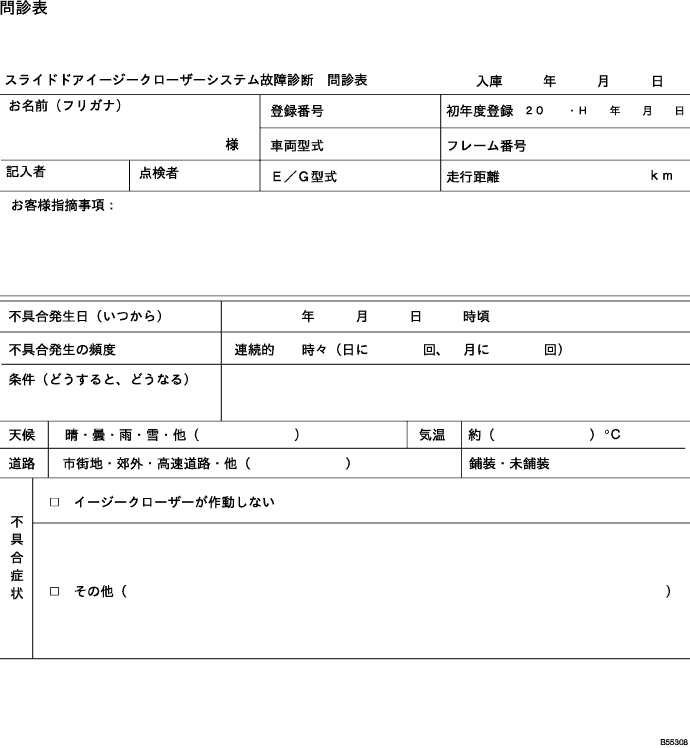 問診表
スライドドアイージークローザーシステム故障診断　問診表　入庫　年　月　日
お名前（フリガナ）　登録番号　初年度登録　２０　・Ｈ　年　月　日
様　車両型式　フレーム番号
記入者　点検者　Ｅ／Ｇ型式　走行距離　ｋｍ
お客様指摘事項：
不具合発生日（いつから）　年　月　日　時頃
不具合発生の頻度　連続的　時々（日に　回、　月に　回）
条件（どうすると、どうなる）
天候　晴・曇・雨・雪・他（　）　気温　約（　）℃
道路　市街地・郊外・高速道路・他（　）　鋪装・未舗装
不具合症状
□　イージークローザーが作動しない
□　その他（　）
B55308